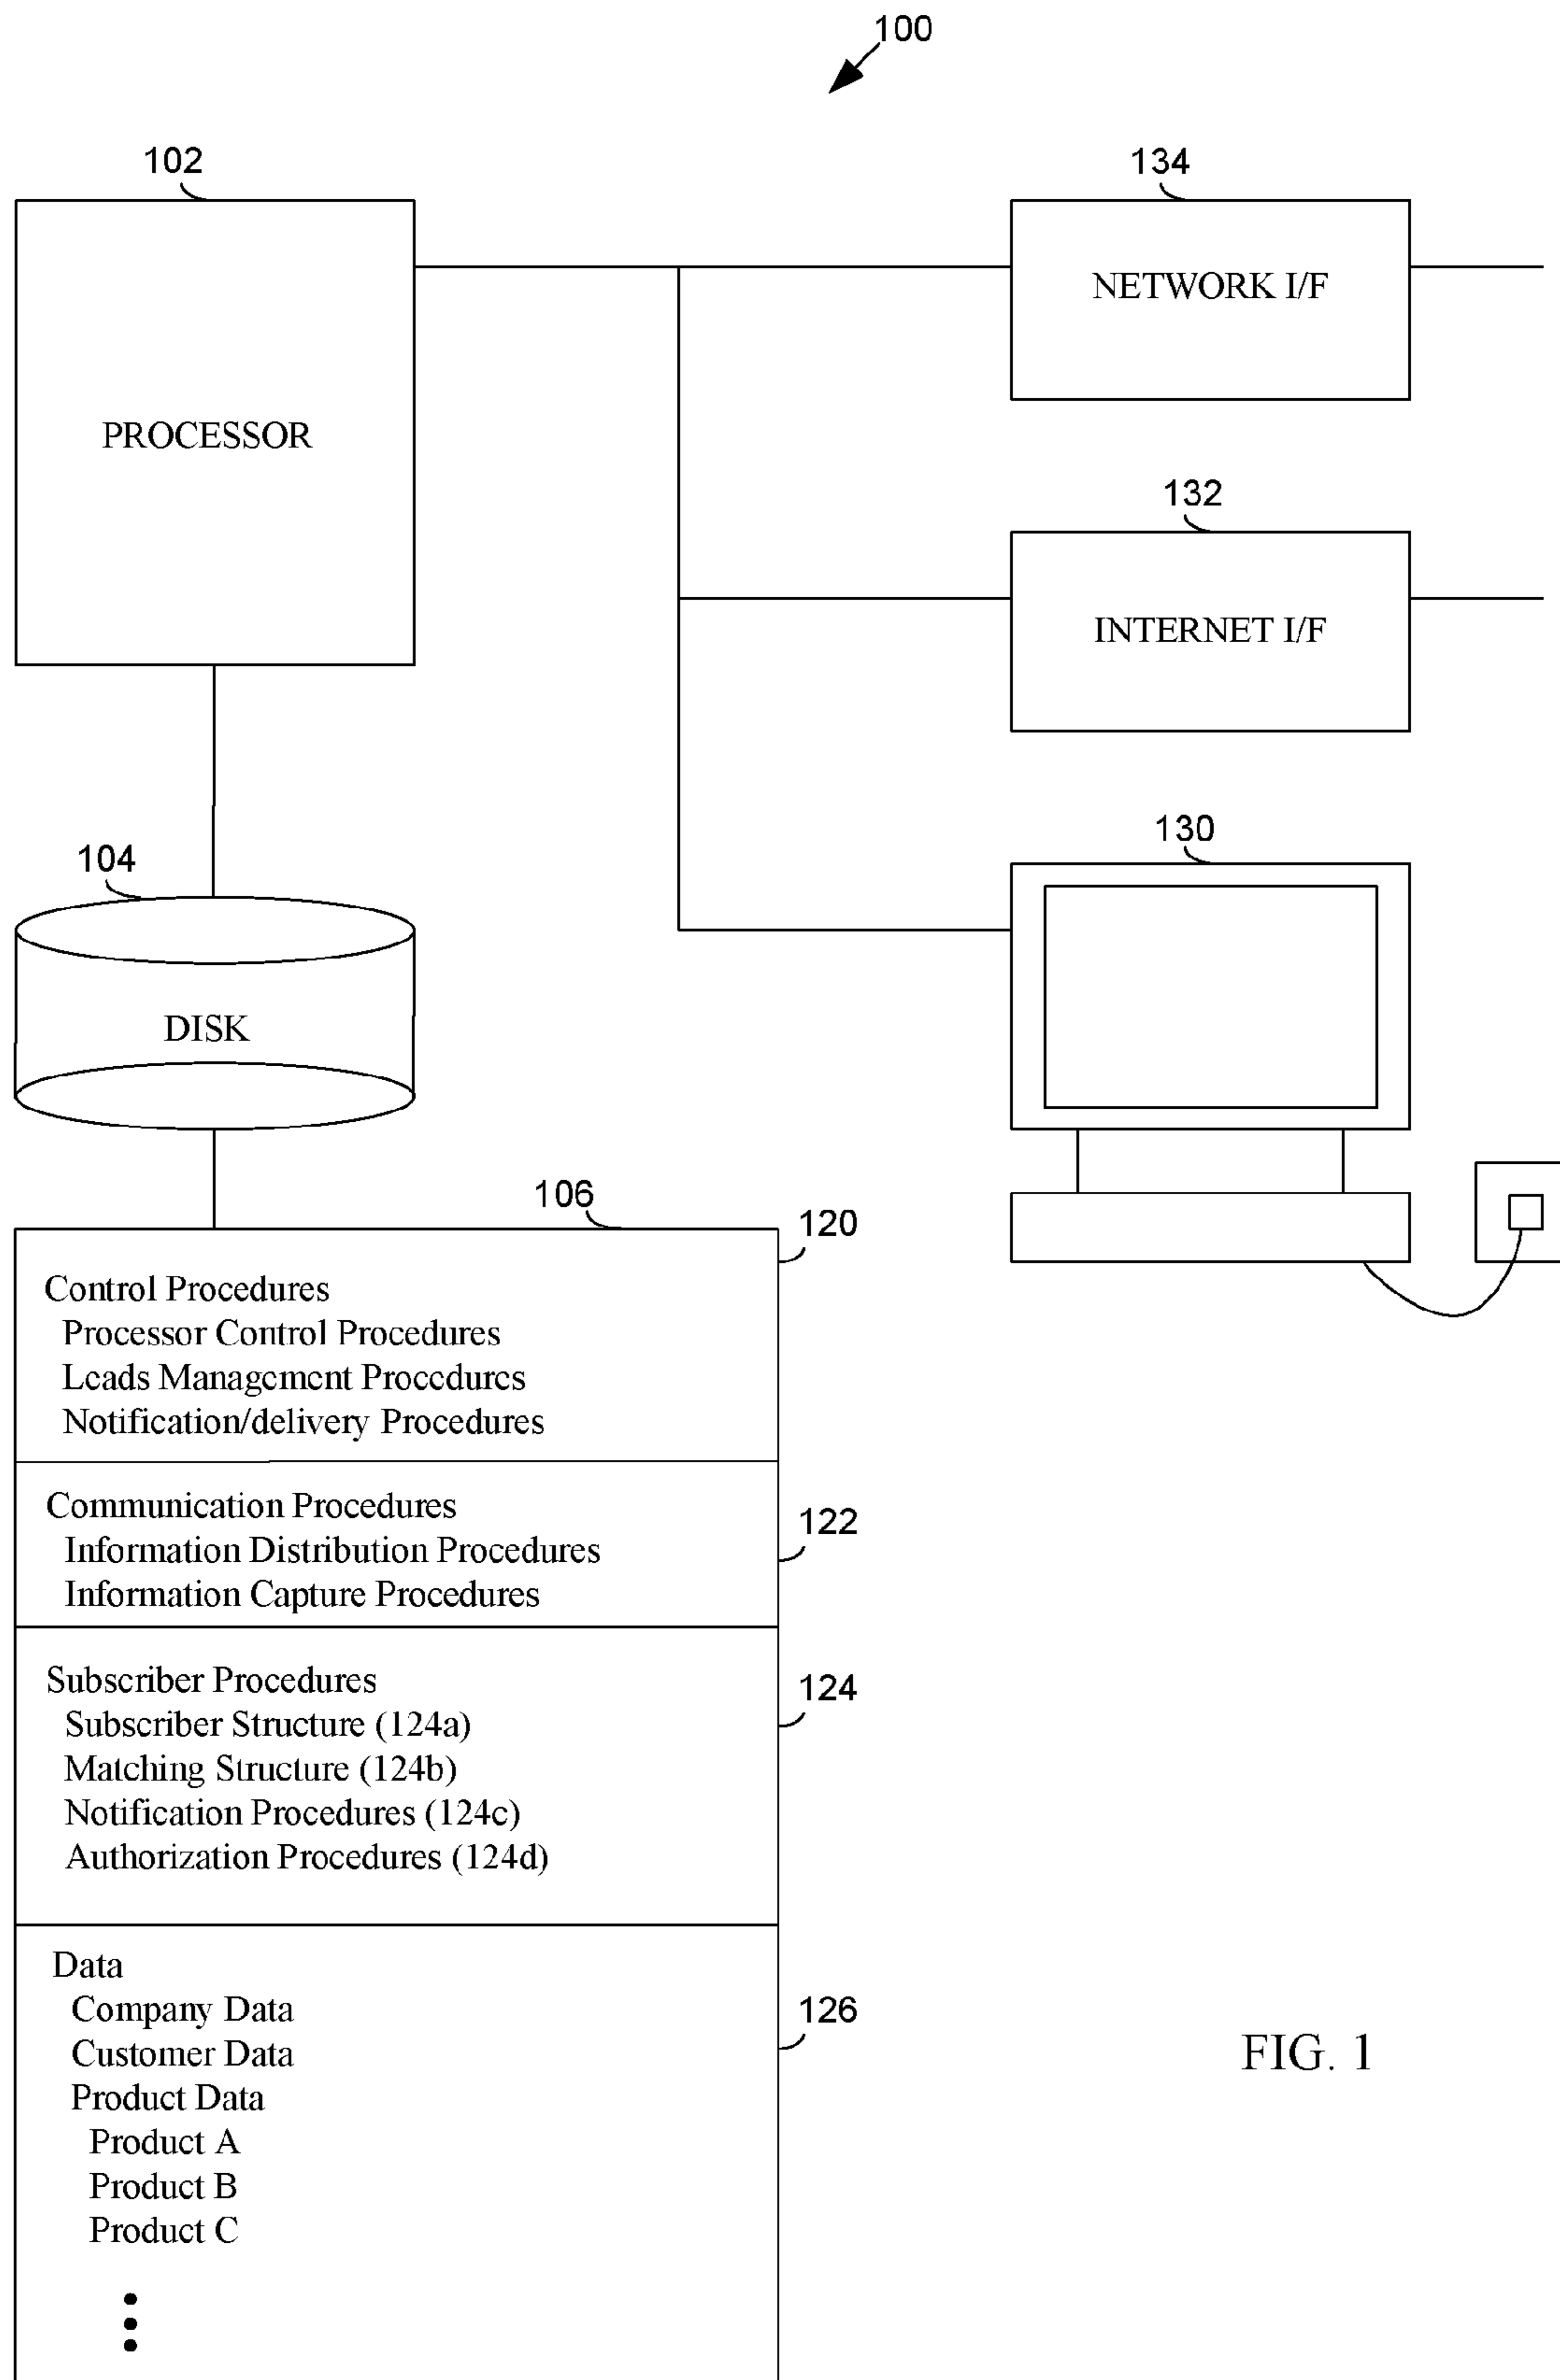 100
102
134
PROCESSOR
NETWORK I/F
132
INTERNET I/F
104
130
DISK
106
120
Control Procedures
Processor Control Procedures
Leads Management Procedures
Notification/delivery Procedures
122
Communication Procedures
Information Distribution Procedures
Information Capture Procedures
124
Subscriber Procedures
Subscriber Structure (124a)
Matching Structure (124b)
Notification Procedures (124c)
Authorization Procedures (124d)
126
Data
Company Data
Customer Data
Product Data
Product A
Product B
Product C
FIG. 1